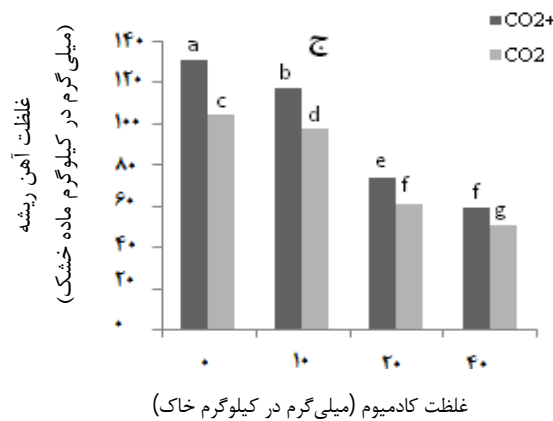 CO2+
CO2
ج
غلظت آهن ریشه
(میلی‌گرم در کیلوگرم ماده خشک)
۱۴۰
۱۲۰
۱۰۰
۸۰
۶۰
۴۰
۲۰
۰
a
c
b
d
e
f
f
g
۰ ۱۰ ۲۰ ۴۰
غلظت کادمیوم (میلی‌گرم در کیلوگرم خاک)